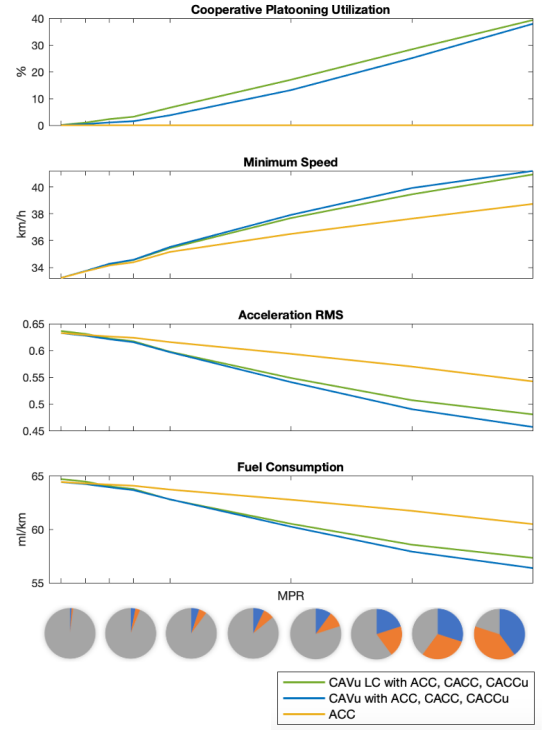 Cooperative Platooning Utilization
40
30
20
10
0
%
Minimum Speed
40
38
36
34
km/h
Acceleration RMS
0.65
0.6
0.55
0.5
0.45
Fuel Consumption
65
60
55
ml/km
MPR
CAVu LC with ACC, CACC, CACCu
CAVu with ACC, CACC, CACCu
ACC